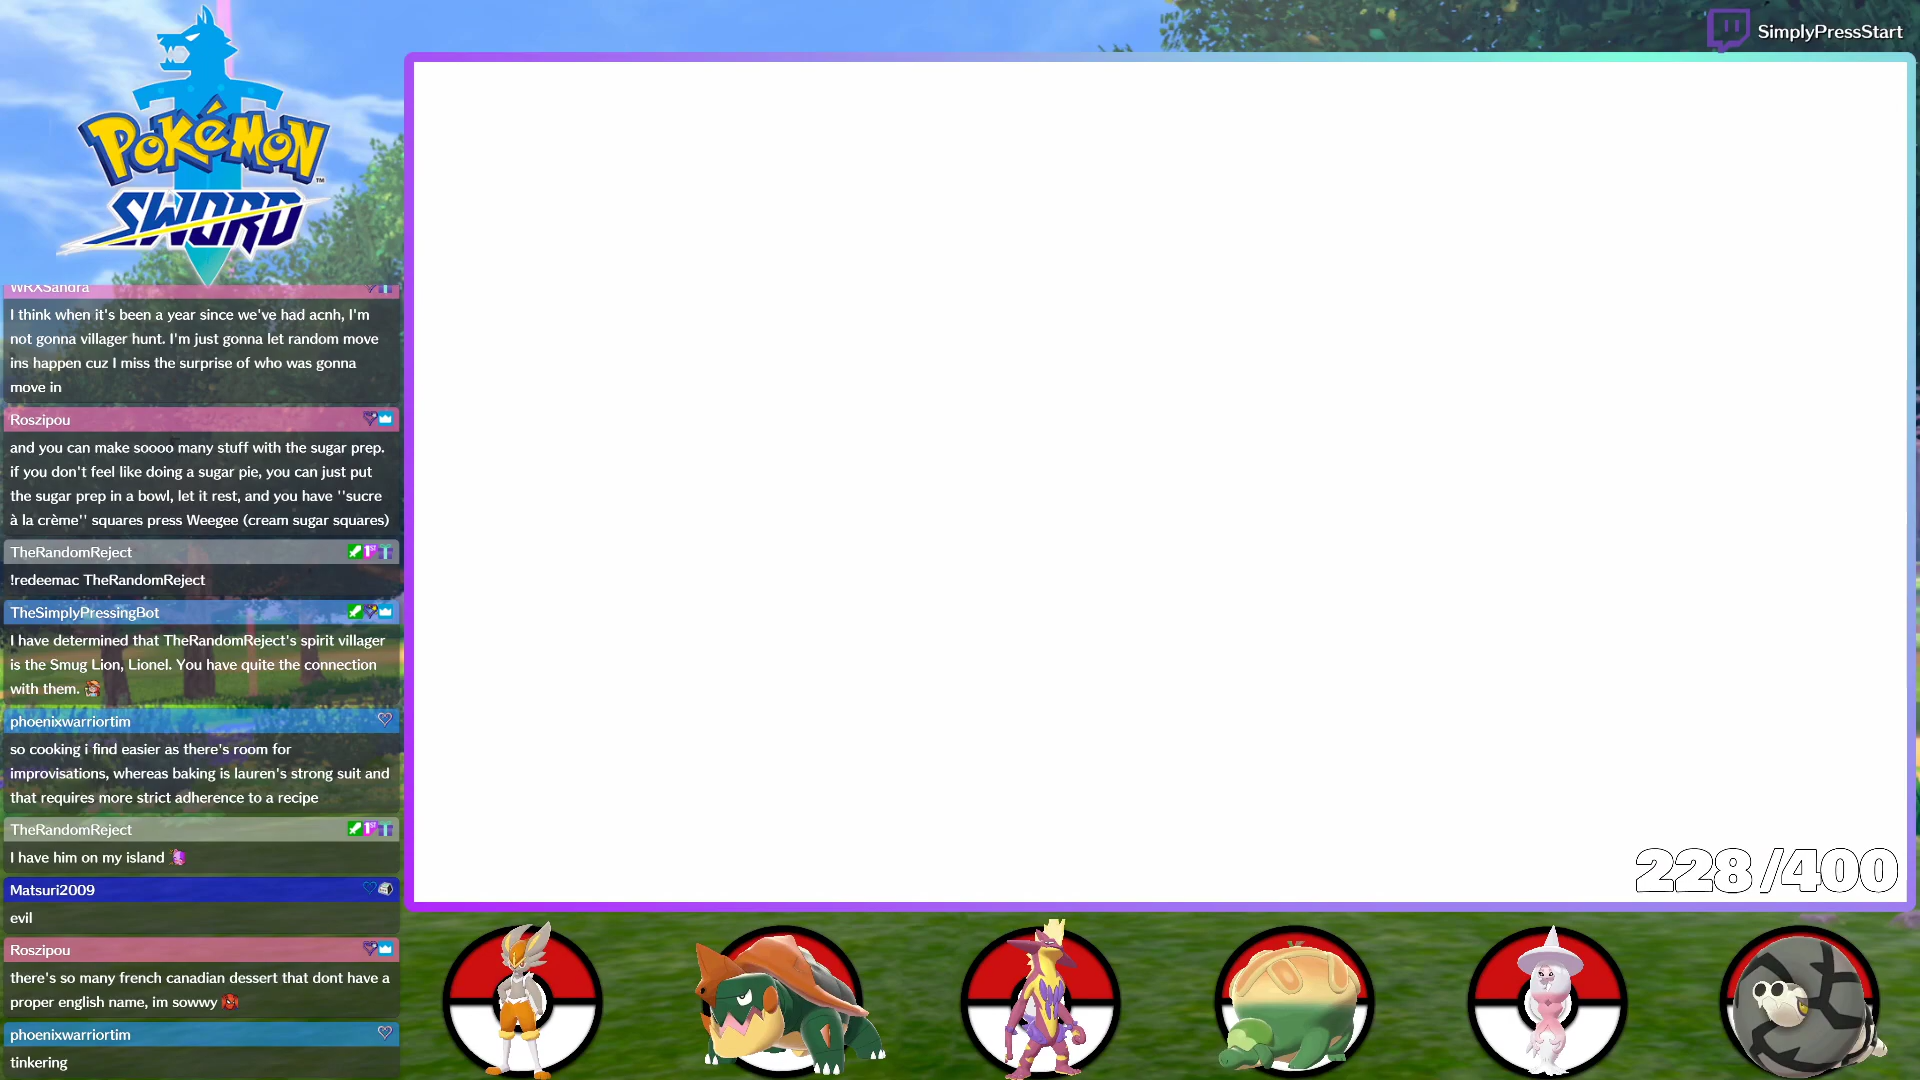 SimplyPressStart
POKéMON
™
SWORD
WRXSandra
I think when it's been a year since we've had acnh, I'm
not gonna villager hunt. I'm just gonna let random move
ins happen cuz I miss the surprise of who was gonna
move in
Roszipou
and you can make soooo many stuff with the sugar prep.
if you don't feel like doing a sugar pie, you can just put
the sugar prep in a bowl, let it rest, and you have ''sucre
à la crème'' squares press Weegee (cream sugar squares)
TheRandomReject
1ST
!redeemac TheRandomReject
TheSimplyPressingBot
I have determined that TheRandomReject's spirit villager
is the Smug Lion, Lionel. You have quite the connection
with them.
phoenixwarriortim
so cooking i find easier as there's room for
improvisations, whereas baking is lauren's strong suit and
that requires more strict adherence to a recipe
TheRandomReject
1ST
I have him on my island
Matsuri2009
evil
Roszipou
there's so many french canadian dessert that dont have a
proper english name, im sowwy
phoenixwarriortim
tinkering
228/400